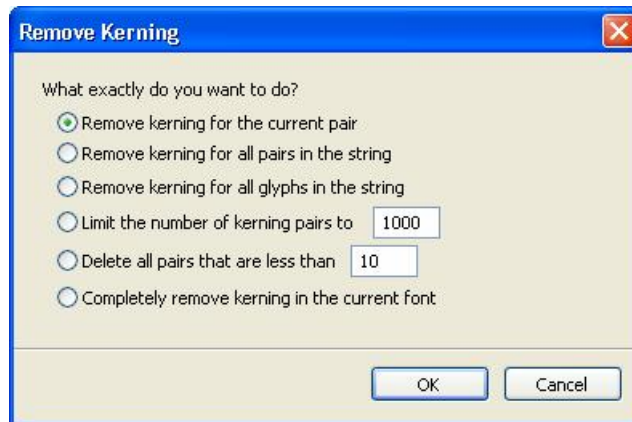 Remove Kerning
What exactly do you want to do?
Remove kerning for the current pair
Remove kerning for all pairs in the string
Remove kerning for all glyphs in the string
Limit the number of kerning pairs to 1000
Delete all pairs that are less than 10
Completely remove kerning in the current font
OK Cancel